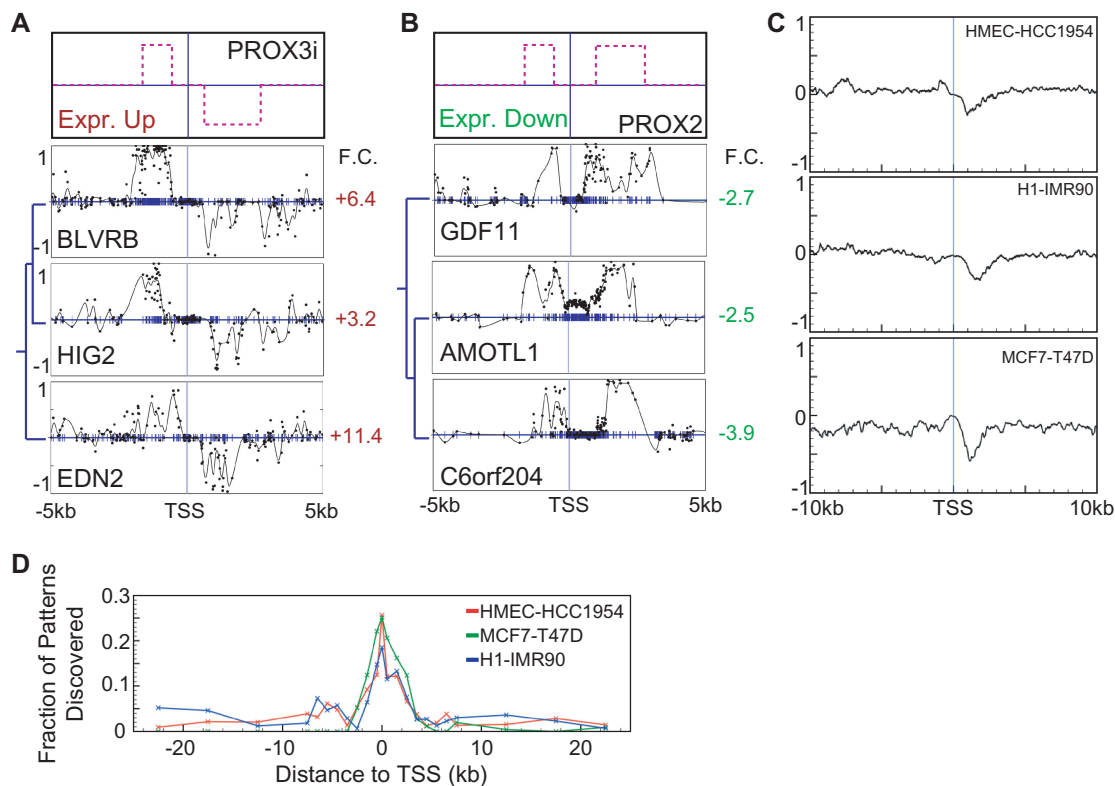 A
PROX3i
Expr. Up
F.C.
1
-1
BLVRB
+6.4
1
-1
HIG2
+3.2
1
-1
EDN2
+11.4
-5kb TSS 5kb
B
Expr. Down
PROX2
F.C.
GDF11
-2.7
AMOTL1
-2.5
C6orf204
-3.9
-5kb TSS 5kb
C
HMEC-HCC1954
1
0
-1
H1-IMR90
1
0
-1
MCF7-T47D
1
0
-1
-10kb TSS 10kb
D
Fraction of Patterns
Discovered
0.3
0.2
0.1
0
HMEC-HCC1954
MCF7-T47D
H1-IMR90
-20 -10 0 10 20
Distance to TSS (kb)